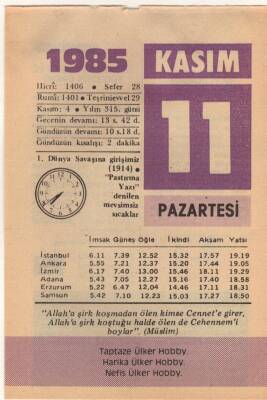 1985
KASIM
Hicrî: 1406 ● Sefer 28
Rumî: 1401 ● Teşrinievvel 29
Kasım: 4 ● Yılın 315. günü
Gecenin devamı: 13 s. 42 d.
Gündüzün devamı: 10 s.18 d.
Gündüzün kısalışı: 2 dakika
11
1. Dünya Savaşına girişimiz
(1914) ●
"Pastırma
Yazı"
denilen
mevsimsiz
sıcaklar
PAZARTESİ
İmsak Güneş Öğle İkindi Akşam Yatsı
İstanbul 6.11 7.39 12.52 15.32 17.57 19.19
Ankara 5.55 7.21 12.37 15.20 17.44 19.05
İzmir 6.17 7.40 13.00 15.46 18.11 19.29
Adana 5.43 7.05 12.27 15.16 17.40 18.58
Erzurum 5.22 6.47 12.04 14.46 17.11 18.31
Samsun 5.42 7.10 12.23 15.03 17.27 18.50
"Allah'a şirk koşmadan ölen kimse Cennet'e girer,
Allah'a şirk koştuğu halde ölen de Cehennem'i
boylar". (Müslim)
Taptaze Ülker Hobby.
Harika Ülker Hobby.
Nefis Ülker Hobby.